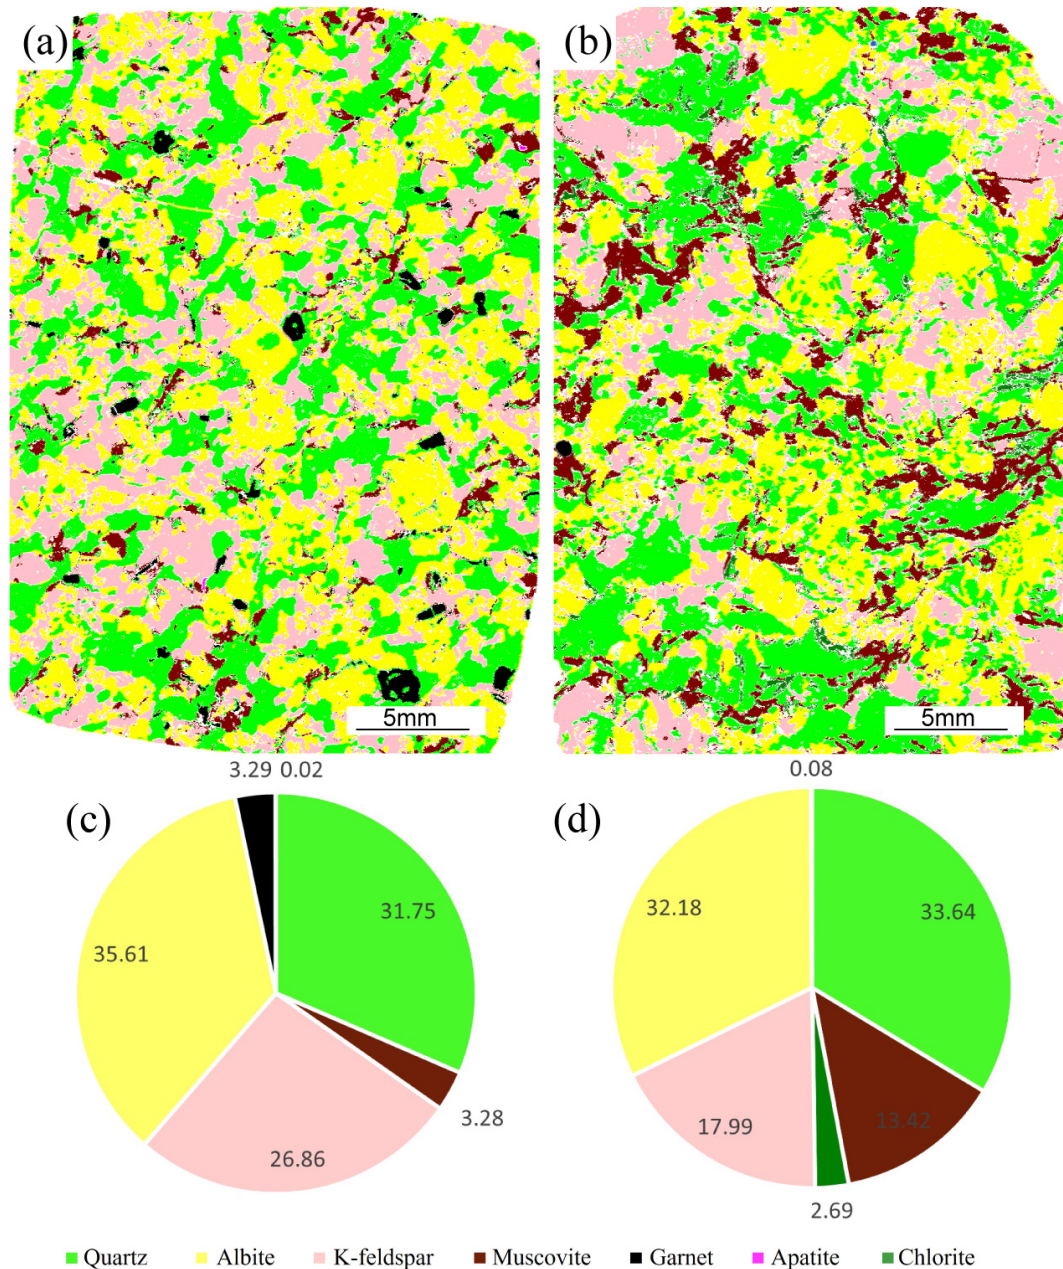 (a) (b)
5mm 5mm
3.29 0.02 0.08
(c) (d)
31.75
35.61
3.28
26.86
32.18 33.64
17.99 13.42
2.69
Quartz Albite K-feldspar Muscovite Garnet Apatite Chlorite